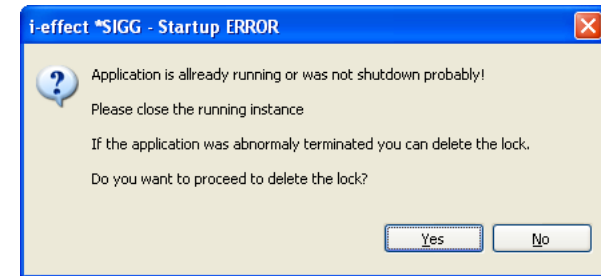 i-effect *SIGG - Startup ERROR
Application is allready running or was not shutdown probably!
Please close the running instance
If the application was abnormaly terminated you can delete the lock.
Do you want to proceed to delete the lock?
Yes No